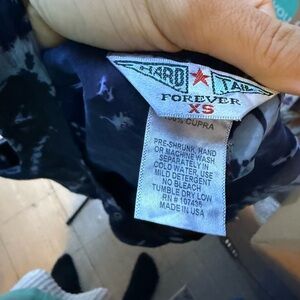 HARD TAIL
FOREVER
XS
CUPRA
PRE-SHRUNK, HAND
OR MACHINE WASH
SEPARATELY IN
COLD WATER, USE
MILD DETERGENT
NO BLEACH
TUMBLE DRY LOW
RN # 107436
MADE IN USA